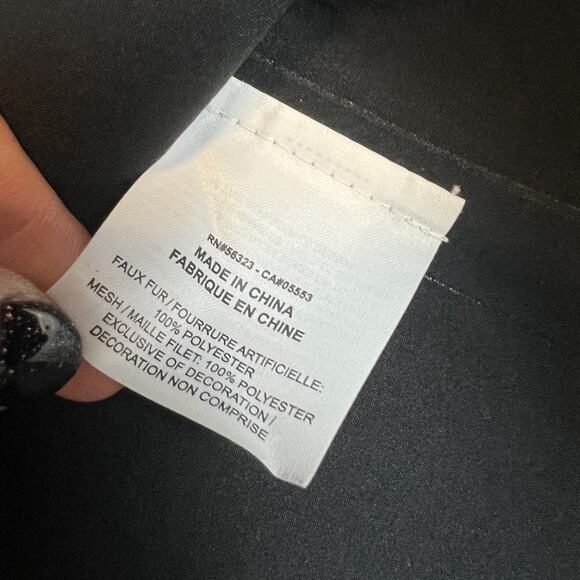 RN#56323 - CA#05553
MADE IN CHINA
FABRIQUE EN CHINE
FAUX FUR / FOURRURE ARTIFICIELLE:
100% POLYESTER
MESH / MAILLE FILET: 100% POLYESTER
EXCLUSIVE OF DECORATION /
DECORATION NON COMPRISE